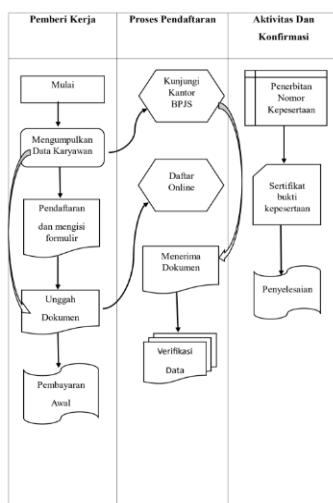 Pemberi Kerja
Proses Pendaftaran
Aktivitas Dan
Konfirmasi
Mulai
Mengumpulkan
Data Karyawan
Pendaftaran
dan mengisi
formulir
Unggah
Dokumen
Pembayaran
Awal
Kunjungi
Kantor
BPJS
Daftar
Online
Menerima
Dokumen
Verifikasi
Data
Penerbitan
Nomor
Kepesertaan
Sertifikat
bukti
kepesertaan
Penyelesaian